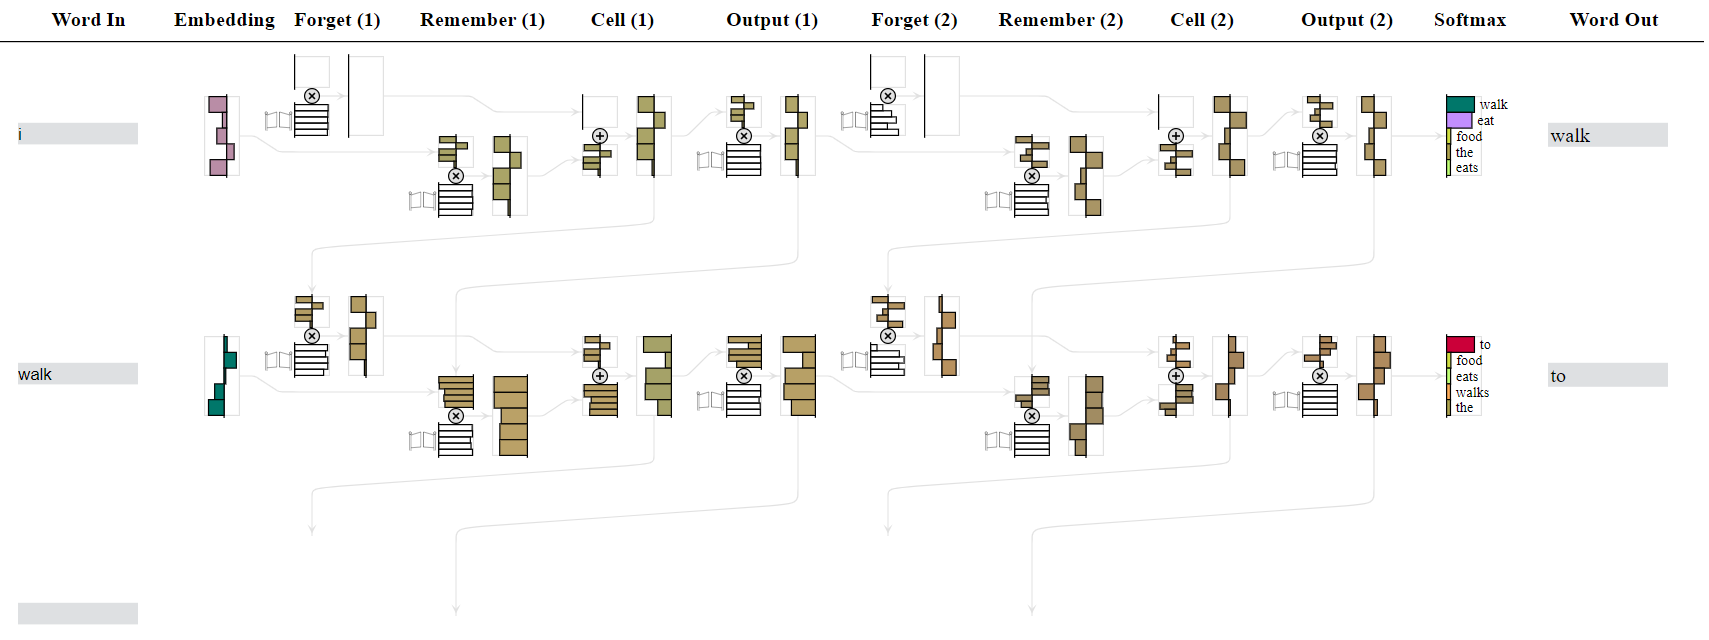 Word In Embedding Forget (1) Remember (1) Cell (1) Output (1) Forget (2) Remember (2) Cell (2) Output (2) Softmax Word Out
i
walk
eat
food
the
eats
walk
walk
to
food
eats
walks
the
to